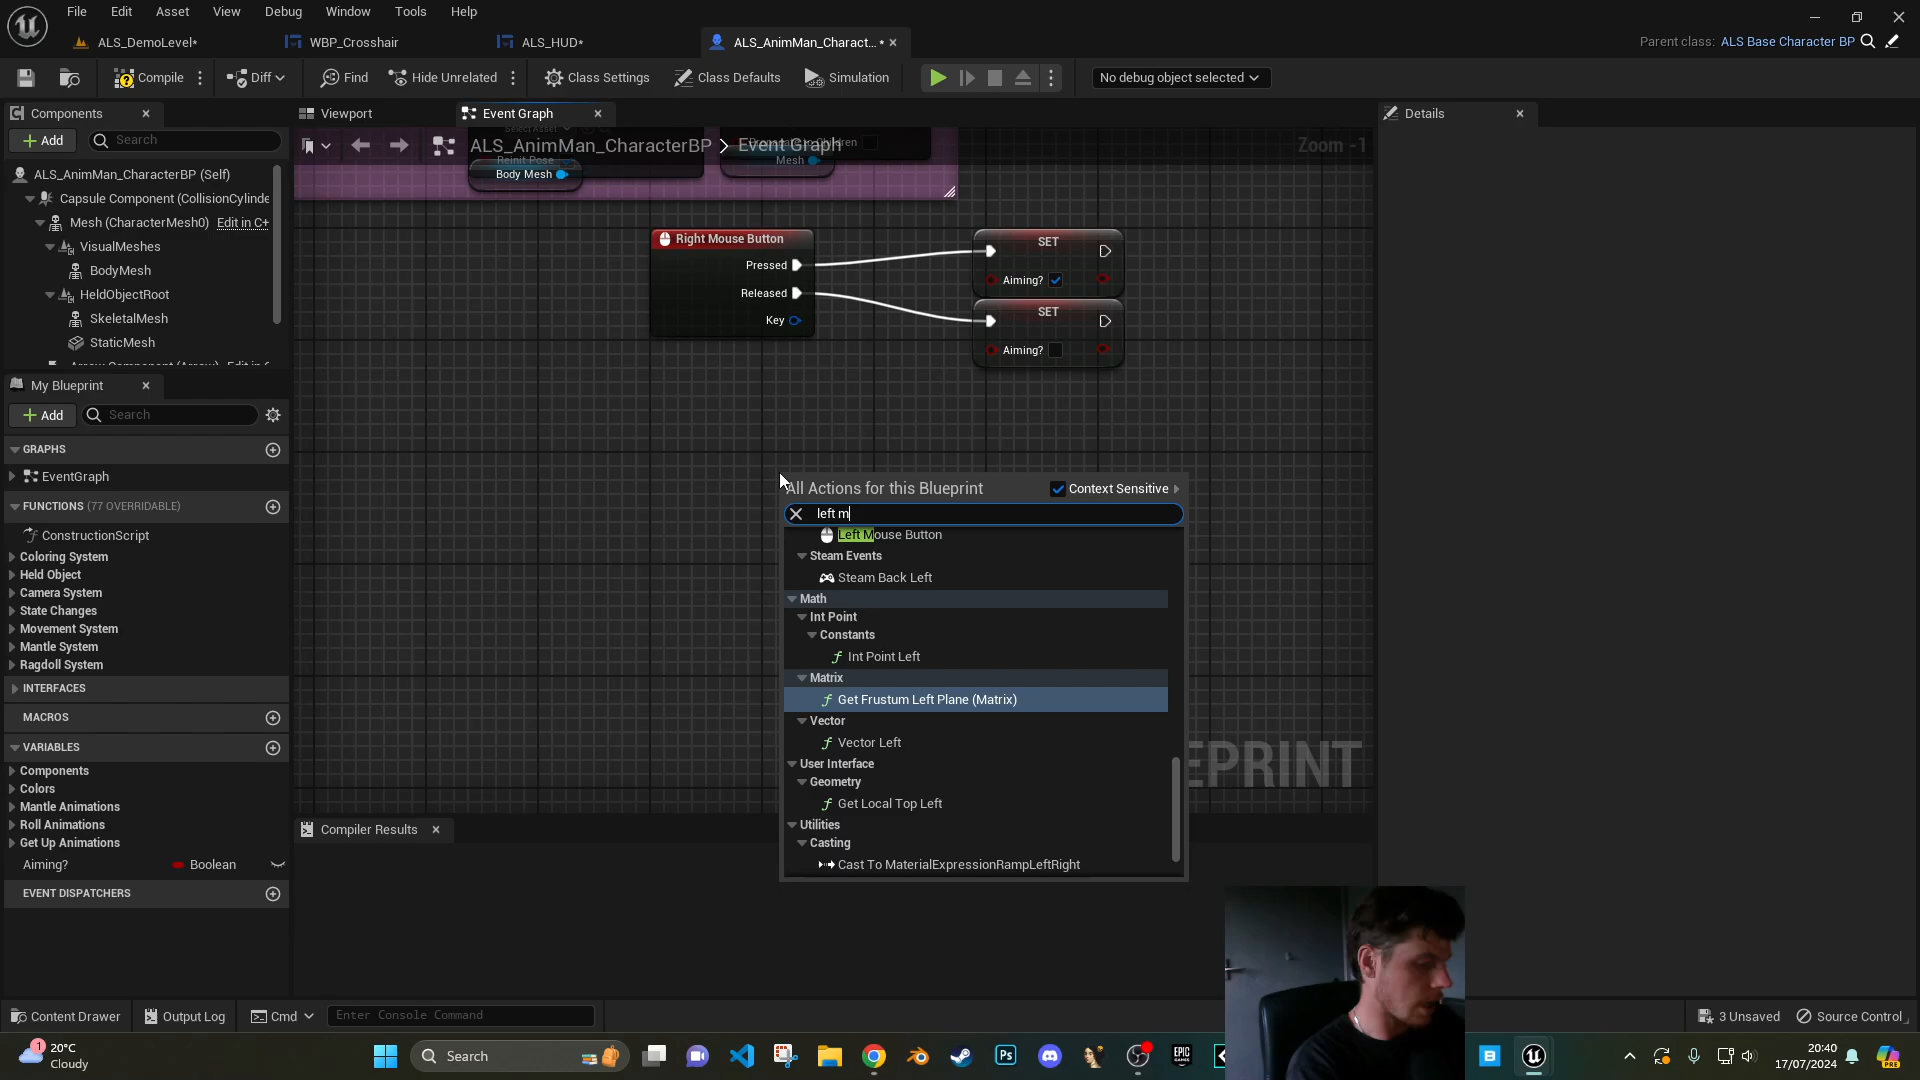 File Edit Asset View Debug Window Tools Help
ALS_DemoLevel* WBP_Crosshair ALS_HUD* ALS_AnimMan_Charact...* Parent class: ALS Base Character BP
Compile Diff Find Hide Unrelated Class Settings Class Defaults Simulation No debug object selected
Components Viewport Event Graph Details
Add Search
ALS_AnimMan_CharacterBP > Event Graph
Zoom -1
Reinit Pose
Mesh
Body Mesh
ALS_AnimMan_CharacterBP (Self)
Capsule Component (CollisionCylinde
Mesh (CharacterMesh0) Edit in C+
VisualMeshes
BodyMesh
HeldObjectRoot
SkeletalMesh
StaticMesh
Right Mouse Button
Pressed
Released
Key
SET
Aiming?
SET
Aiming?
My Blueprint
Add Search
GRAPHS
EventGraph
FUNCTIONS (77 OVERRIDABLE)
ConstructionScript
Coloring System
Held Object
Camera System
State Changes
Movement System
Mantle System
Ragdoll System
INTERFACES
MACROS
VARIABLES
Components
Colors
Mantle Animations
Roll Animations
Get Up Animations
Aiming? Boolean
EVENT DISPATCHERS
All Actions for this Blueprint Context Sensitive
left m
Left Mouse Button
Steam Events
Steam Back Left
Math
Int Point
Constants
Int Point Left
Matrix
Get Frustum Left Plane (Matrix)
Vector
Vector Left
User Interface
Geometry
Get Local Top Left
Utilities
Casting
Cast To MaterialExpressionRampLeftRight
EPRINT
Compiler Results
Content Drawer Output Log Cmd Enter Console Command 3 Unsaved Source Control
1
20°C
Cloudy
Search
Ps
EPIC GAMES
B
PRE
20:40
17/07/2024